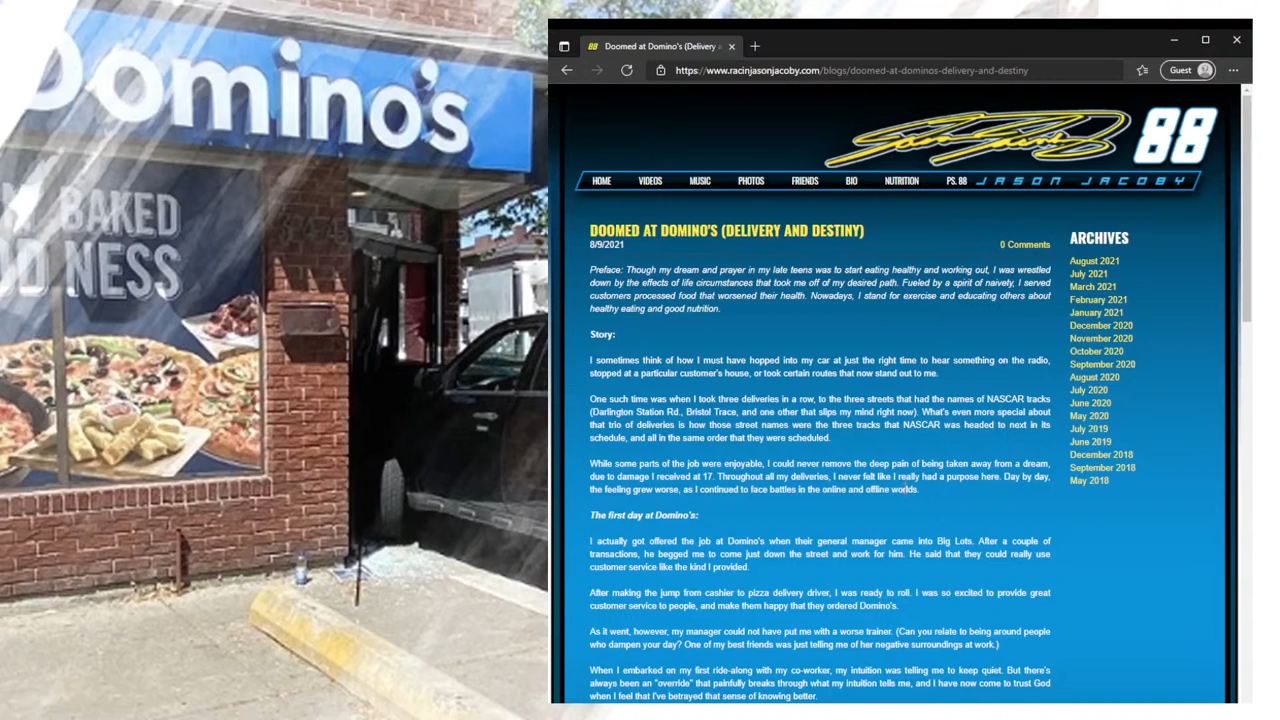 Domino's
BAKED
NESS
88 Doomed at Domino's (Delivery a
https://www.racinjasonjacoby.com/blogs/doomed-at-dominos-delivery-and-destiny
Guest
88
HOME VIDEOS MUSIC PHOTOS FRIENDS BIO NUTRITION PS. 88 JASON JACOBY
DOOMED AT DOMINO'S (DELIVERY AND DESTINY)
8/9/2021
0 Comments
Preface: Though my dream and prayer in my late teens was to start eating healthy and working out, I was wrestled
down by the effects of life circumstances that took me off of my desired path. Fueled by a spirit of naivety, I served
customers processed food that worsened their health. Nowadays, I stand for exercise and educating others about
healthy eating and good nutrition.
Story:
I sometimes think of how I must have hopped into my car at just the right time to hear something on the radio,
stopped at a particular customer's house, or took certain routes that now stand out to me.
One such time was when I took three deliveries in a row, to the three streets that had the names of NASCAR tracks
(Darlington Station Rd., Bristol Trace, and one other that slips my mind right now). What's even more special about
that trio of deliveries is how those street names were the three tracks that NASCAR was headed to next in its
schedule, and all in the same order that they were scheduled.
While some parts of the job were enjoyable, I could never remove the deep pain of being taken away from a dream,
due to damage I received at 17. Throughout all my deliveries, I never felt like I really had a purpose here. Day by day,
the feeling grew worse, as I continued to face battles in the online and offline worlds.
The first day at Domino's:
I actually got offered the job at Domino's when their general manager came into Big Lots. After a couple of
transactions, he begged me to come just down the street and work for him. He said that they could really use
customer service like the kind I provided.
After making the jump from cashier to pizza delivery driver, I was ready to roll. I was so excited to provide great
customer service to people, and make them happy that they ordered Domino's.
As it went, however, my manager could not have put me with a worse trainer. (Can you relate to being around people
who dampen your day? One of my best friends was just telling me of her negative surroundings at work.)
When I embarked on my first ride-along with my co-worker, my intuition was telling me to keep quiet. But there's
always been an "override" that painfully breaks through what my intuition tells me, and I have now come to trust God
when I feel that I've betrayed that sense of knowing better.
ARCHIVES
August 2021
July 2021
March 2021
February 2021
January 2021
December 2020
November 2020
October 2020
September 2020
August 2020
July 2020
June 2020
May 2020
July 2019
June 2019
December 2018
September 2018
May 2018